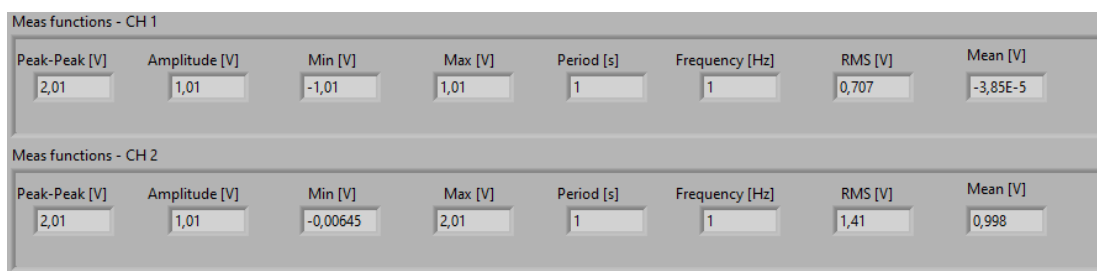 Meas functions - CH 1
Peak-Peak [V] Amplitude [V] Min [V] Max [V] Period [s] Frequency [Hz] RMS [V] Mean [V]
2,01 1,01 -1,01 1,01 1 1 0,707 -3,85E-5
Meas functions - CH 2
Peak-Peak [V] Amplitude [V] Min [V] Max [V] Period [s] Frequency [Hz] RMS [V] Mean [V]
2,01 1,01 -0,00645 2,01 1 1 1,41 0,998